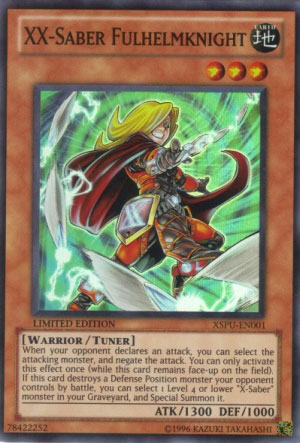 XX-Saber Fulhelmknight
EARTH
地
LIMITED EDITION
XSPU-EN001
[Warrior / Tuner]
When your opponent declares an attack, you can select the
attacking monster, and negate the attack. You can only activate
this effect once (while this card remains face-up on the field).
If this card destroys a Defense Position monster your opponent
controls by battle, you can select 1 Level 4 or lower "X-Saber"
monster in your Graveyard, and Special Summon it.
ATK/1300 DEF/1000
78422252
©1996 KAZUKI TAKAHASHI